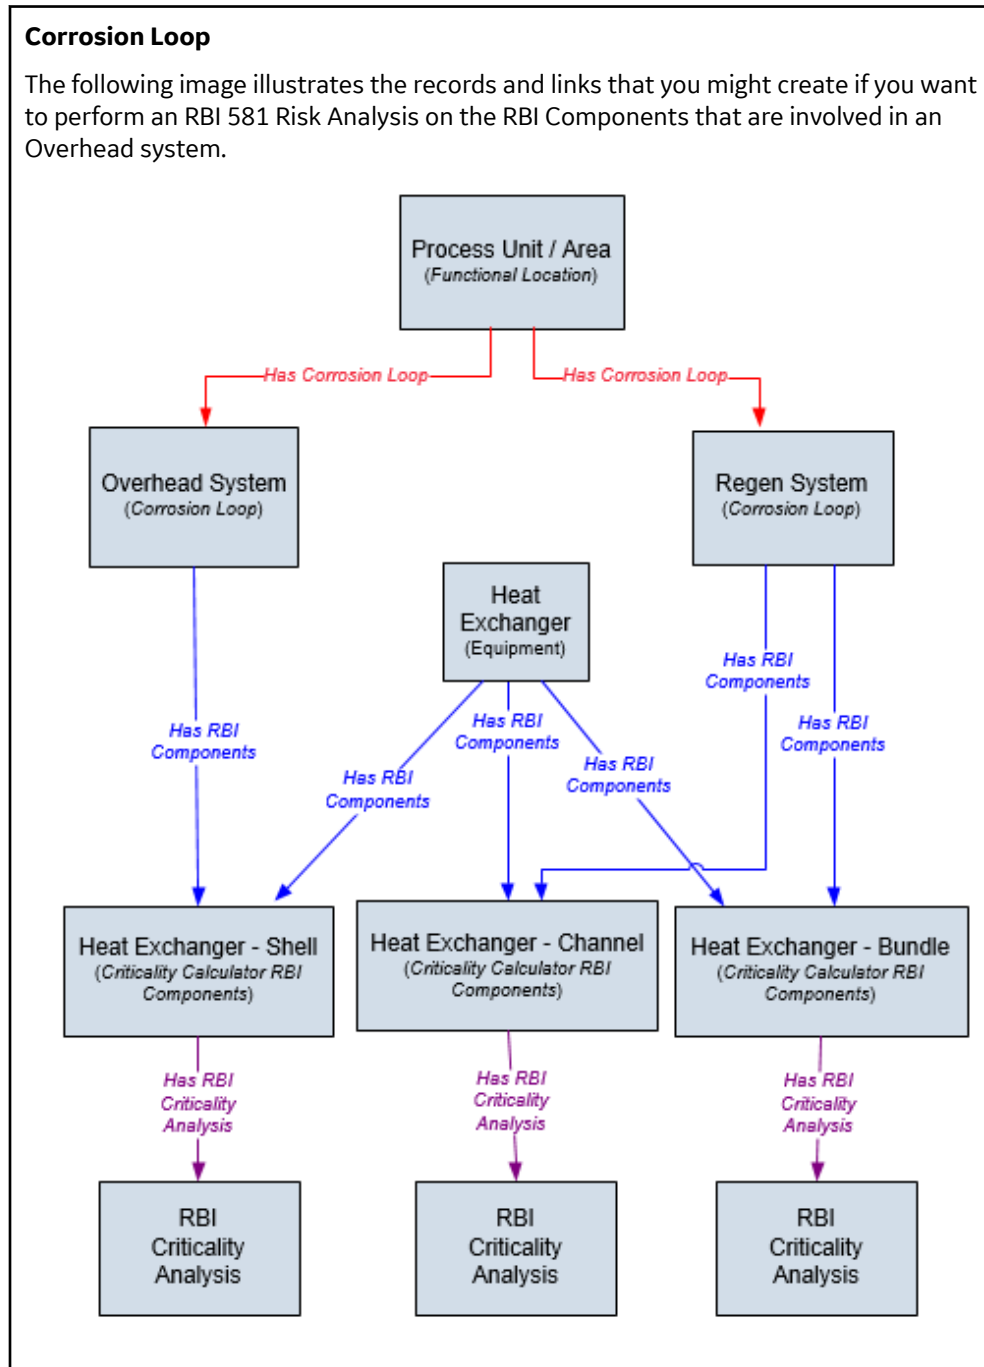 Corrosion Loop
The following image illustrates the records and links that you might create if you want
to perform an RBI 581 Risk Analysis on the RBI Components that are involved in an
Overhead system.
Process Unit / Area
(Functional Location)
Has Corrosion Loop
Has Corrosion Loop
Overhead System
(Corrosion Loop)
Regen System
(Corrosion Loop)
Heat
Exchanger
(Equipment)
Has RBI
Components
Has RBI
Components
Has RBI
Components
Has RBI
Components
Has RBI
Components
Has RBI
Components
Heat Exchanger - Shell
(Criticality Calculator RBI
Components)
Heat Exchanger - Channel
(Criticality Calculator RBI
Components)
Heat Exchanger - Bundle
(Criticality Calculator RBI
Components)
Has RBI
Criticality
Analysis
Has RBI
Criticality
Analysis
Has RBI
Criticality
Analysis
RBI
Criticality
Analysis
RBI
Criticality
Analysis
RBI
Criticality
Analysis